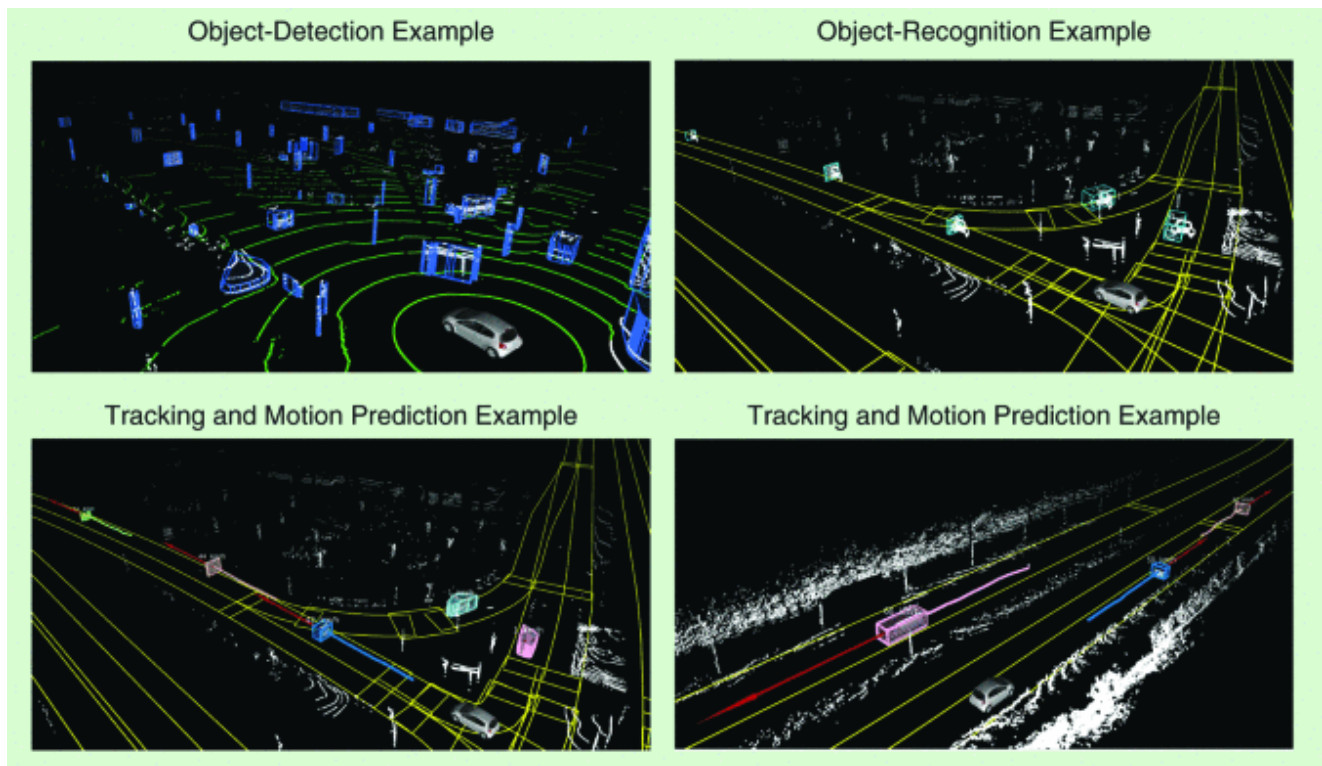 Object-Detection Example
Object-Recognition Example
Tracking and Motion Prediction Example
Tracking and Motion Prediction Example